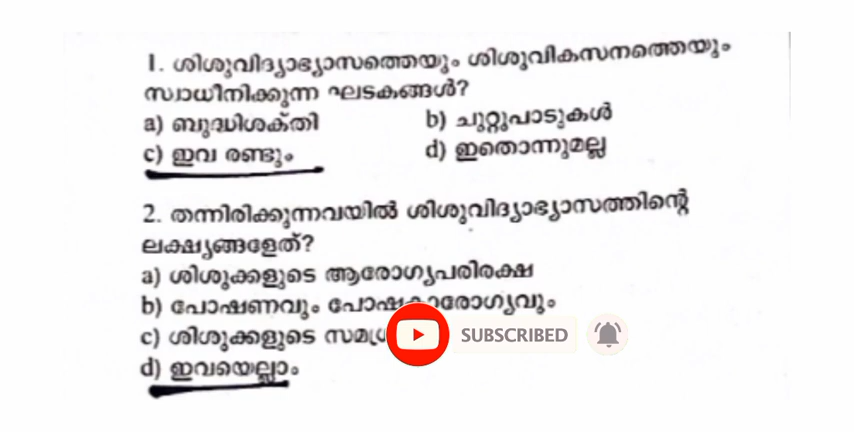 1. ശിശുവിദ്യാഭ്യാസത്തെയും ശിശുവികസനത്തെയും
സ്വാധീനിക്കുന്ന ഘടകങ്ങൾ?
a) ബുദ്ധിശക്തി b) ചുറ്റുപാടുകൾ
c) ഇവ രണ്ടും d) ഇതൊന്നുമല്ല
2. തന്നിരിക്കുന്നവയിൽ ശിശുവിദ്യാഭ്യാസത്തിന്റെ
ലക്ഷ്യങ്ങളേത്?
a) ശിശുക്കളുടെ ആരോഗ്യപരിരക്ഷ
b) പോഷണവും
c) ശിശുക്കളുടെ
SUBSCRIBED
d) ഇവയെല്ലാം